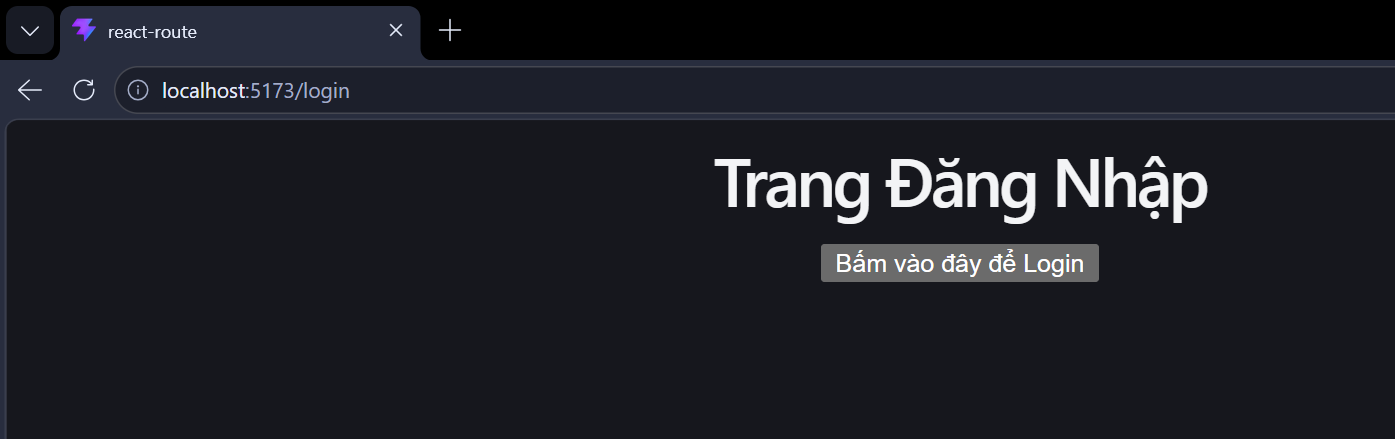 react-route
localhost:5173/login
Trang Đăng Nhập
Bấm vào đây để Login